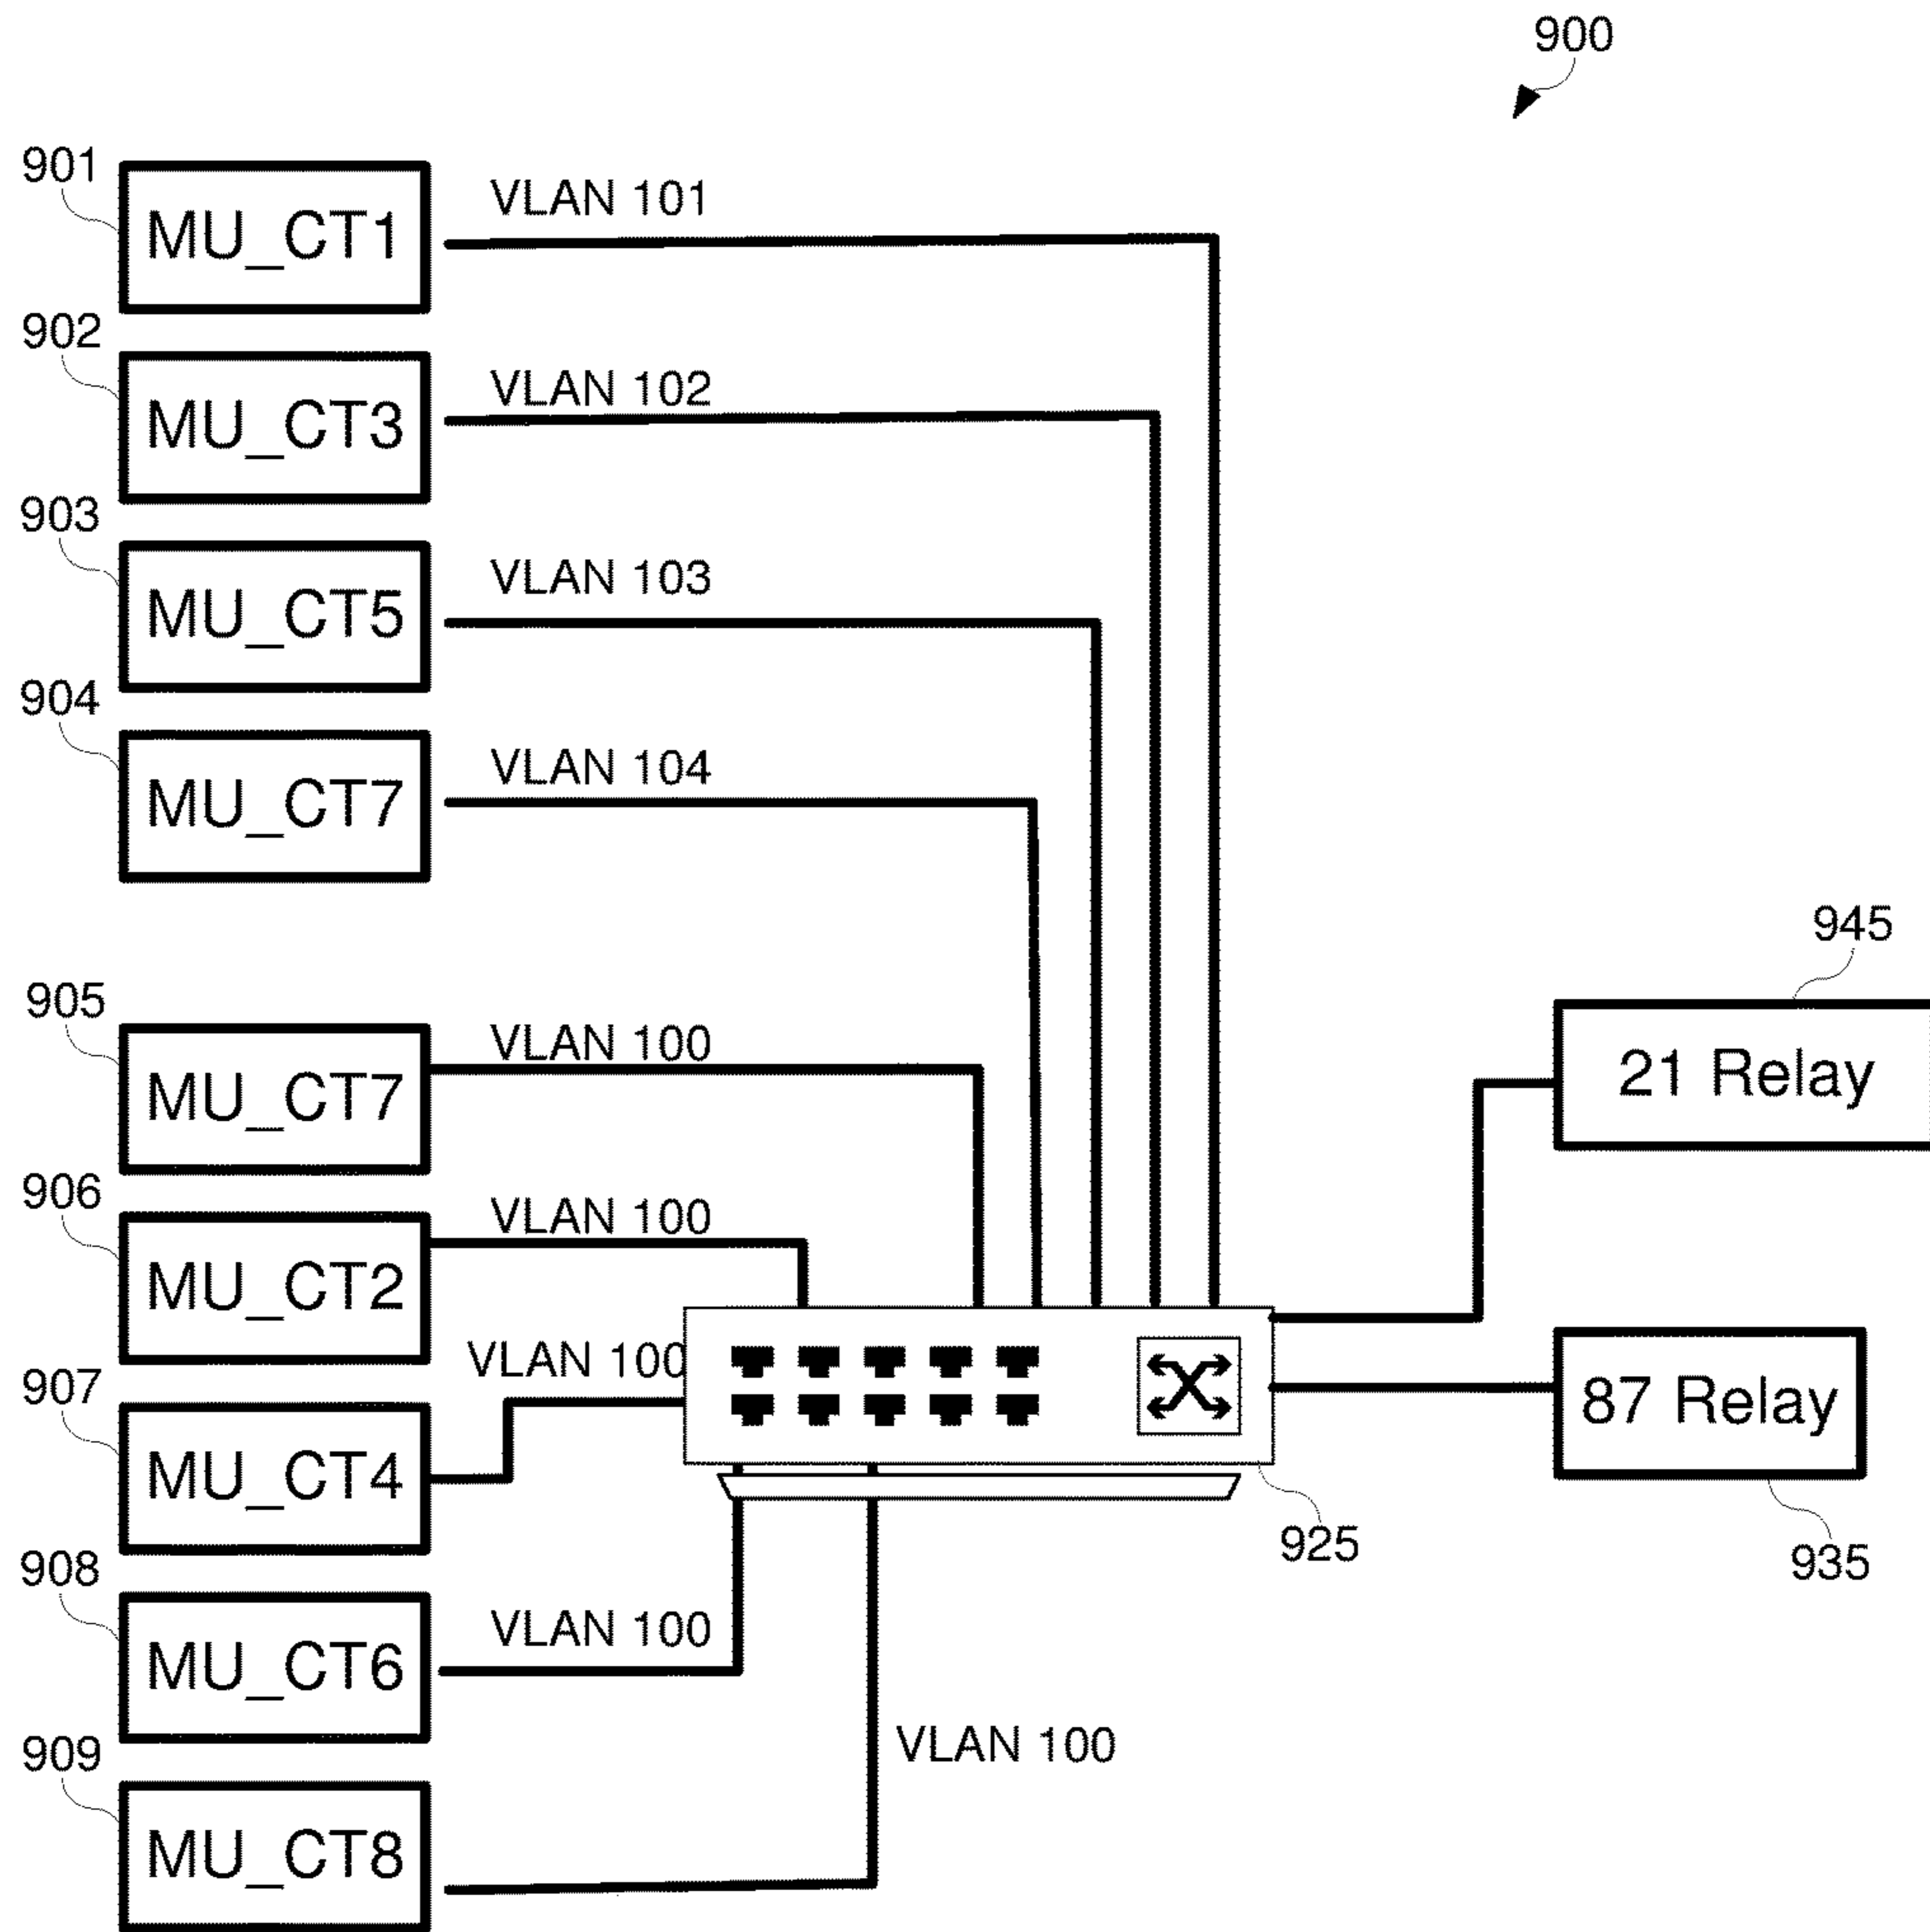 900
901
MU_CT1
VLAN 101
902
MU_CT3
VLAN 102
903
MU_CT5
VLAN 103
904
MU_CT7
VLAN 104
905
MU_CT7
VLAN 100
906
MU_CT2
VLAN 100
907
MU_CT4
VLAN 100
908
MU_CT6
VLAN 100
909
MU_CT8
VLAN 100
945
21 Relay
87 Relay
925
935